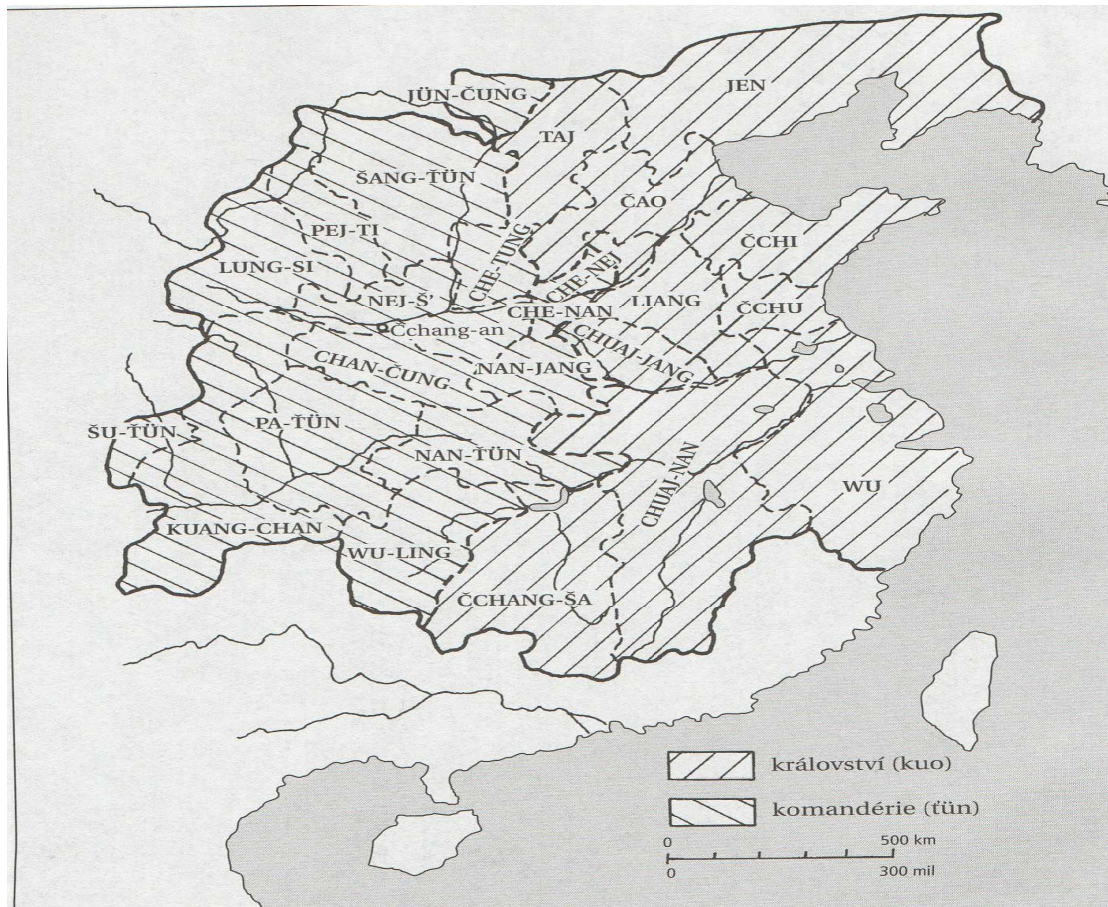 JÜN-ČUNG
JEN
TAJ
ŠANG-ŤÜN
ČAO
PEJ-TI
CHE-TUNG
ČCHI
LUNG-SI
CHE-NEJ
NEJ-Š’
CHE-NAN
LIANG
ČCHU
Čchang-an
CHUAJ-JANG
CHAN-ČUNG
NAN-JANG
ŠU-ŤÜN
PA-ŤÜN
NAN-ŤÜN
CHUAJ-NAN
WU
KUANG-CHAN
WU-LING
ČCHANG-ŠA
království (kuo)
komandérie (ťün)
0 500 km
0 300 mil